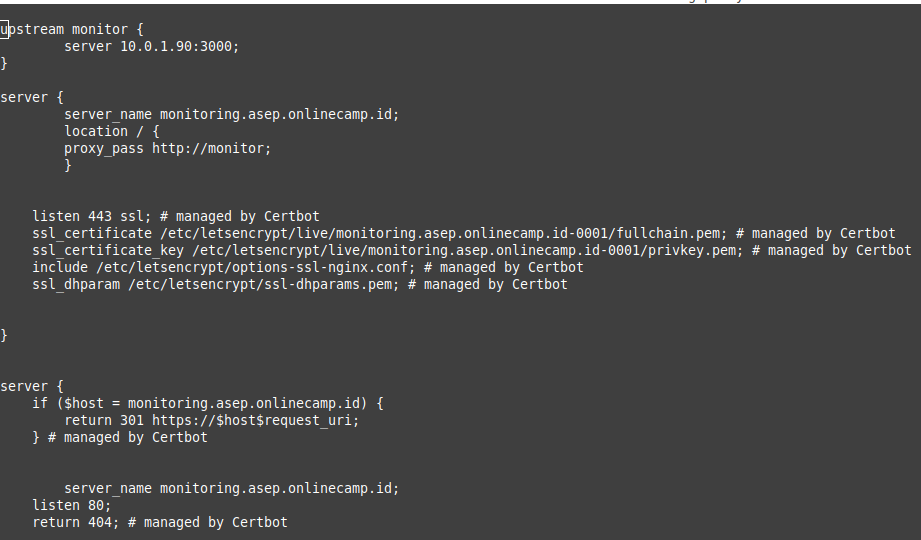 upstream monitor {
        server 10.0.1.90:3000;
}
server {
        server_name monitoring.asep.onlinecamp.id;
        location / {
        proxy_pass http://monitor;
        }
    listen 443 ssl; # managed by Certbot
    ssl_certificate /etc/letsencrypt/live/monitoring.asep.onlinecamp.id-0001/fullchain.pem; # managed by Certbot
    ssl_certificate_key /etc/letsencrypt/live/monitoring.asep.onlinecamp.id-0001/privkey.pem; # managed by Certbot
    include /etc/letsencrypt/options-ssl-nginx.conf; # managed by Certbot
    ssl_dhparam /etc/letsencrypt/ssl-dhparams.pem; # managed by Certbot
}
server {
    if ($host = monitoring.asep.onlinecamp.id) {
        return 301 https://$host$request_uri;
    } # managed by Certbot
        server_name monitoring.asep.onlinecamp.id;
    listen 80;
    return 404; # managed by Certbot